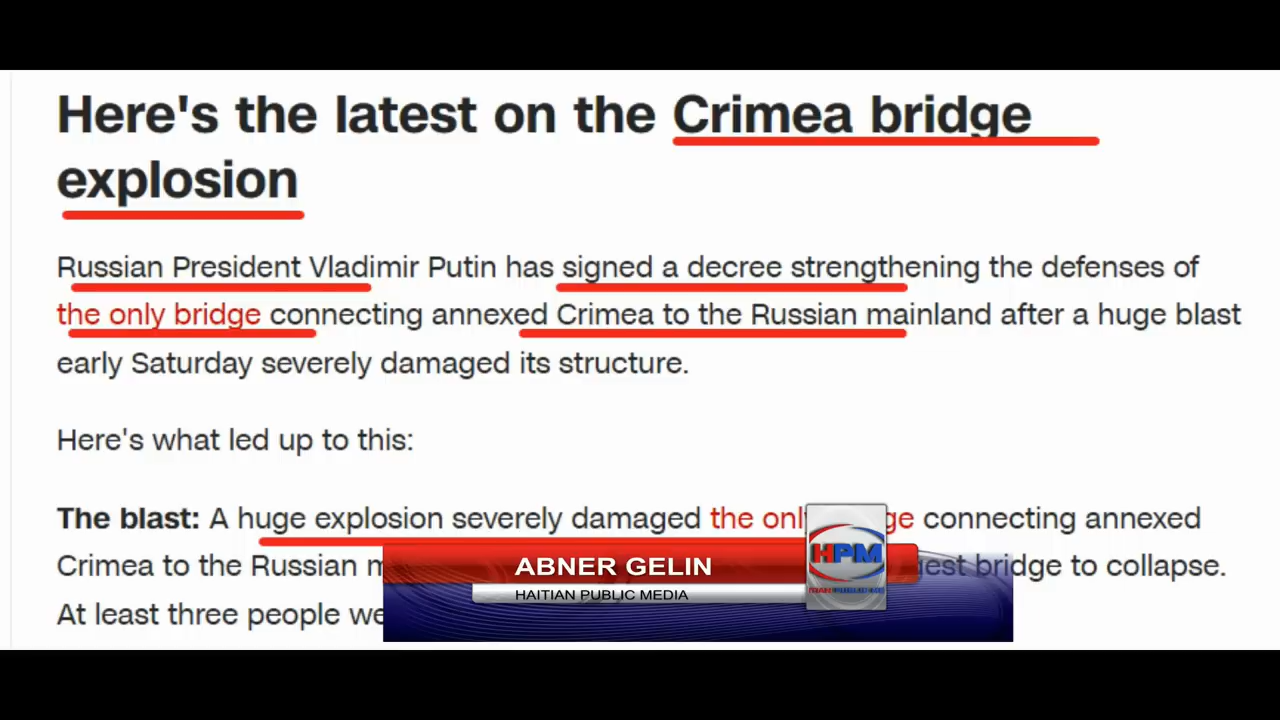 Here's the latest on the Crimea bridge
explosion
Russian President Vladimir Putin has signed a decree strengthening the defenses of
the only bridge connecting annexed Crimea to the Russian mainland after a huge blast
early Saturday severely damaged its structure.
Here's what led up to this:
The blast: A huge explosion severely damaged the only connecting annexed
Crimea to the Russian bridge to collapse.
At least three people
ABNER GELIN
HAITIAN PUBLIC MEDIA
HPM